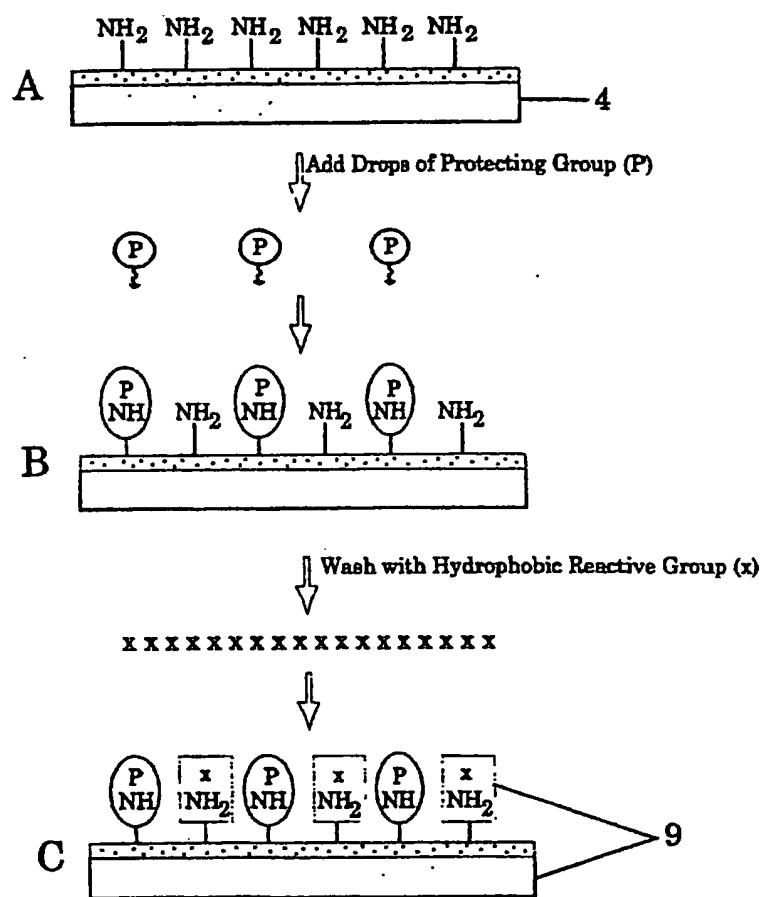 NH2 NH2 NH2 NH2 NH2 NH2
A
4
Add Drops of Protecting Group (P)
P P P
P P P
NH NH2 NH NH2 NH NH2
B
Wash with Hydrophobic Reactive Group (x)
x x x x x x x x x x x x x x x x x x
P x P x P x
NH NH2 NH NH2 NH NH2
9
C